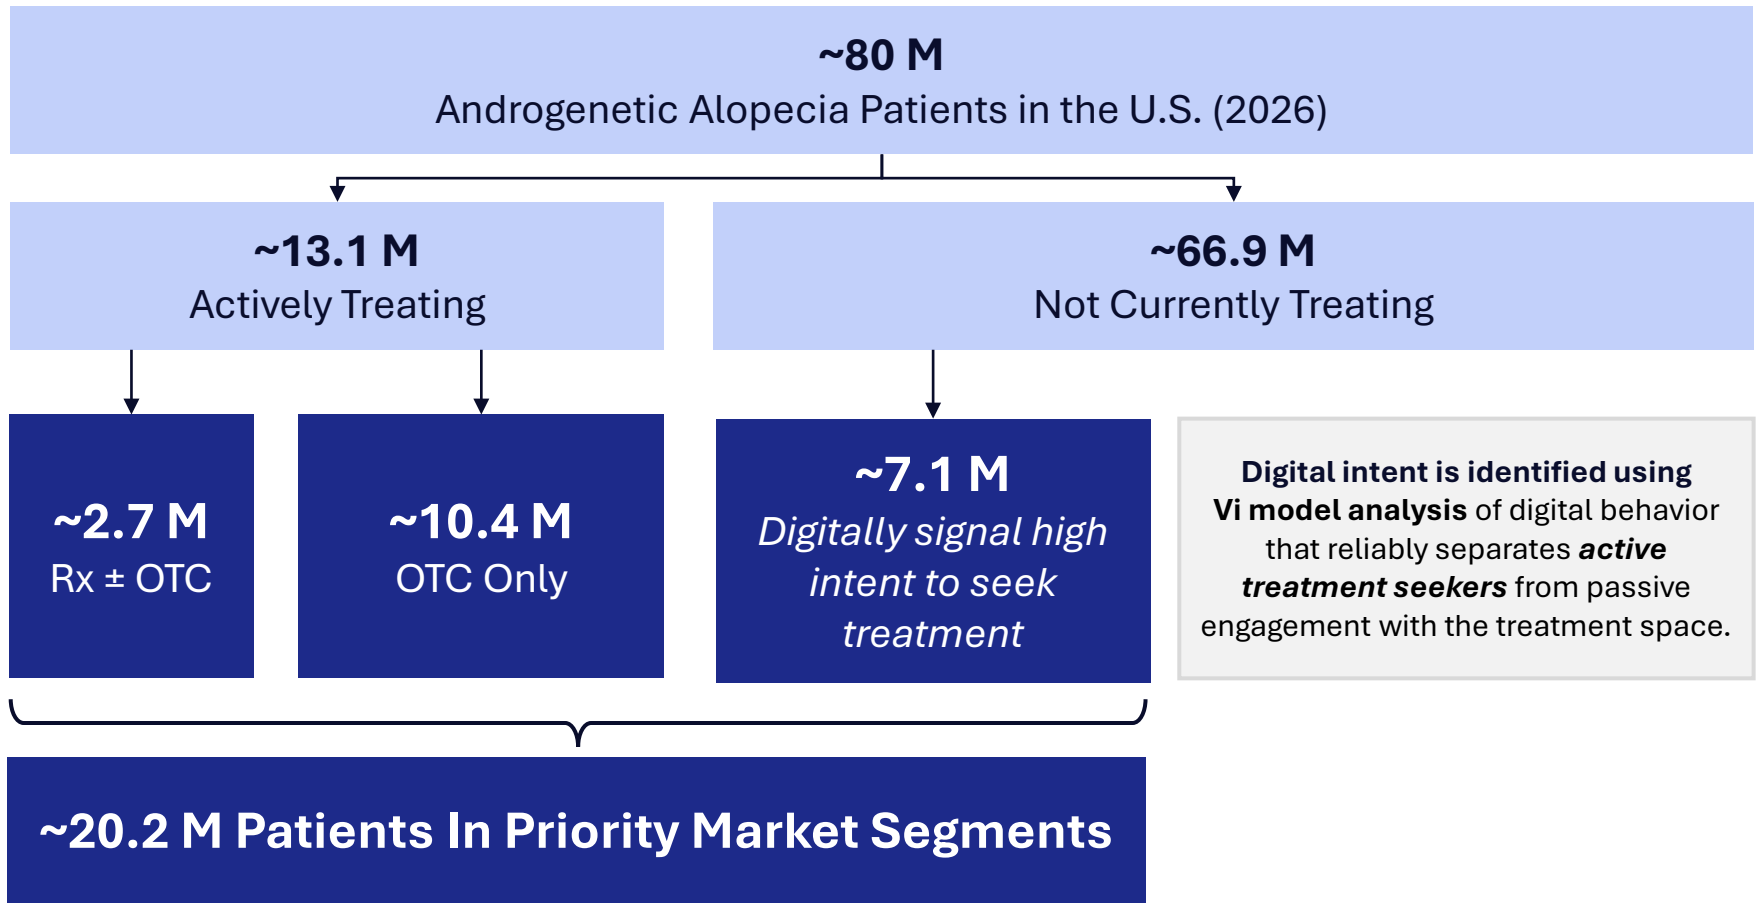 ~80 M
Androgenetic Alopecia Patients in the U.S. (2026)
~13.1 M
Actively Treating
~66.9 M
Not Currently Treating
~2.7 M
Rx ± OTC
~10.4 M
OTC Only
~7.1 M
Digitally signal high
intent to seek
treatment
Digital intent is identified using
Vi model analysis of digital behavior
that reliably separates active
treatment seekers from passive
engagement with the treatment space.
~20.2 M Patients In Priority Market Segments